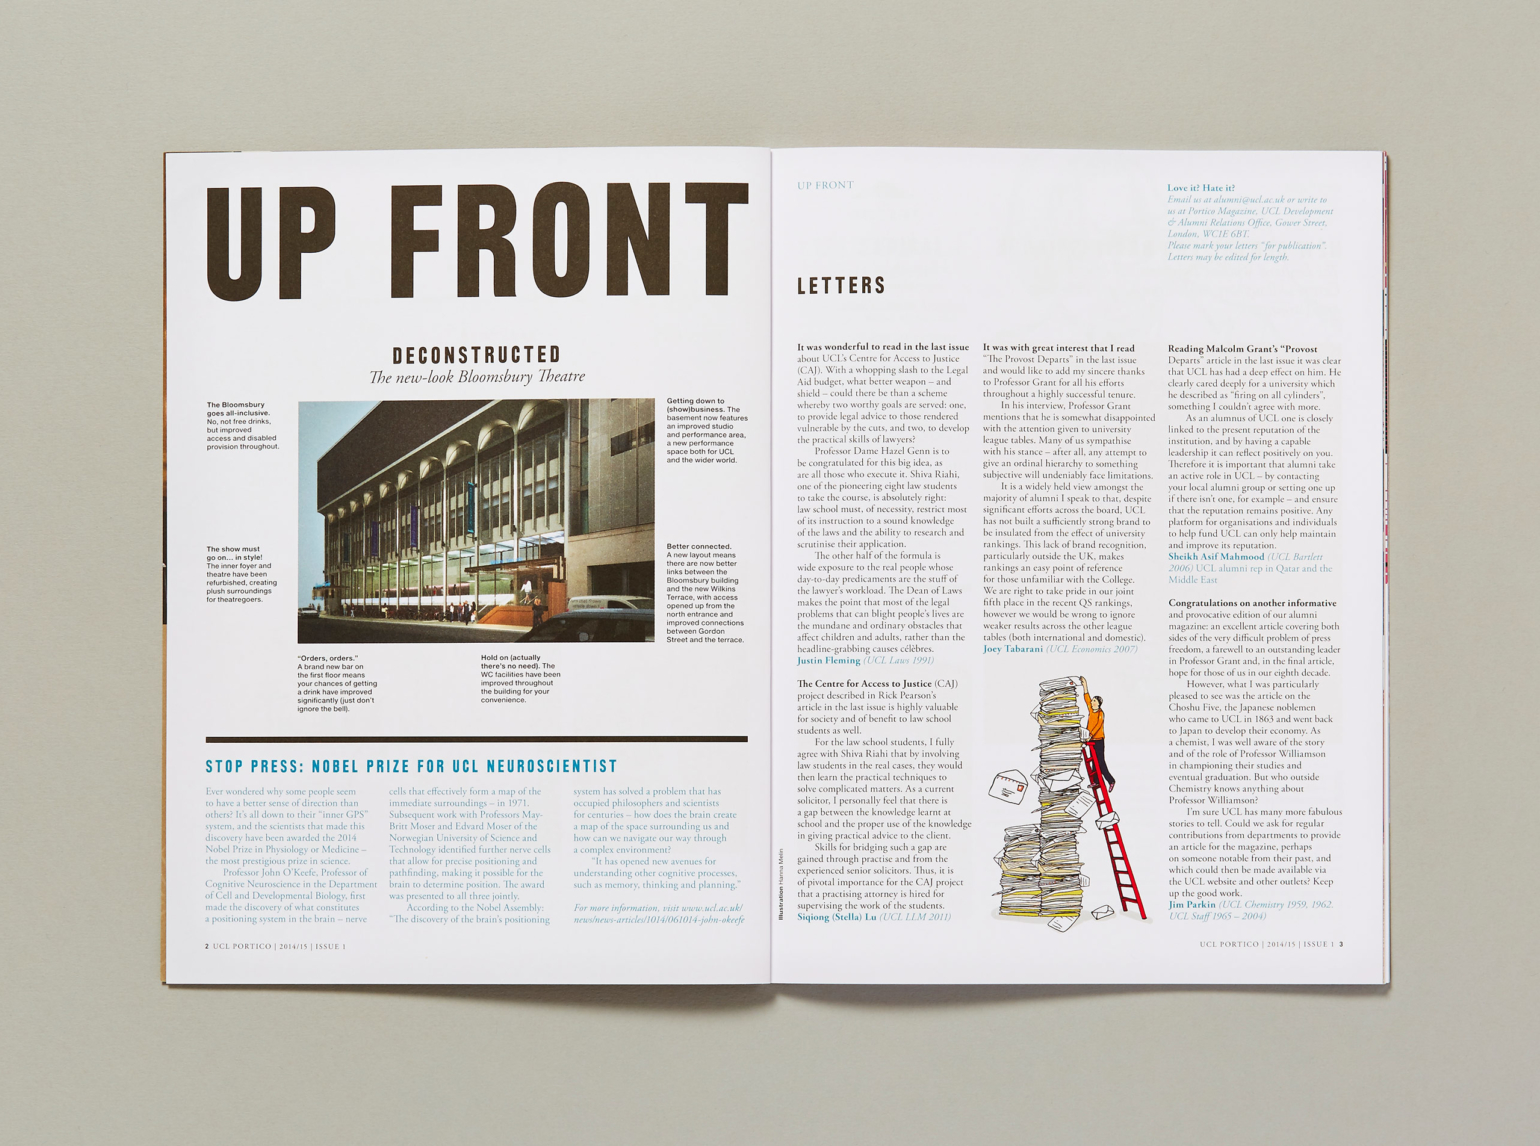 UP FRONT
DECONSTRUCTED
The new-look Bloomsbury Theatre
The Bloomsbury
goes all-inclusive.
No, not free drinks,
but improved
access and disabled
provision throughout.
Getting down to
(show)business. The
basement now features
an improved studio
and performance area,
a new performance
space both for UCL
and the wider world.
The show must
go on... in style!
The inner foyer and
theatre have been
refurbished, creating
plush surroundings
for theatregoers.
Better connected.
A new layout means
there are now better
links between the
Bloomsbury building
and the new Wilkins
Terrace, with access
opened up from the
north entrance and
improved connections
between Gordon
Street and the terrace.
"Orders, orders."
A brand new bar on
the first floor means
your chances of getting
a drink have improved
significantly (just don't
ignore the bell).
Hold on (actually
there's no need). The
WC facilities have been
improved throughout
the building for your
convenience.
STOP PRESS: NOBEL PRIZE FOR UCL NEUROSCIENTIST
Ever wondered why some people seem
to have a better sense of direction than
others? It's all down to their "inner GPS"
system, and the scientists that made this
discovery have been awarded the 2014
Nobel Prize in Physiology or Medicine –
the most prestigious prize in science.
Professor John O'Keefe, Professor of
Cognitive Neuroscience in the Department
of Cell and Developmental Biology, first
made the discovery of what constitutes
a positioning system in the brain – nerve
cells that effectively form a map of the
immediate surroundings – in 1971.
Subsequent work with Professors May-
Britt Moser and Edvard Moser of the
Norwegian University of Science and
Technology identified further nerve cells
that allow for precise positioning and
pathfinding, making it possible for the
brain to determine position. The award
was presented to all three jointly.
According to the Nobel Assembly:
"The discovery of the brain's positioning
system has solved a problem that has
occupied philosophers and scientists
for centuries – how does the brain create
a map of the space surrounding us and
how can we navigate our way through
a complex environment?
"It has opened new avenues for
understanding other cognitive processes,
such as memory, thinking and planning."
For more information, visit www.ucl.ac.uk/
news/news-articles/1014/061014-john-okeefe
2 UCL PORTICO | 2014/15 | ISSUE 1
UP FRONT
Love it? Hate it?
Email us at alumni@ucl.ac.uk or write to
us at Portico Magazine, UCL Development
& Alumni Relations Office, Gower Street,
London, WC1E 6BT.
Please mark your letters "for publication".
Letters may be edited for length.
LETTERS
It was wonderful to read in the last issue
about UCL's Centre for Access to Justice
(CAJ). With a whopping slash to the Legal
Aid budget, what better weapon – and
shield – could there be than a scheme
whereby two worthy goals are served: one,
to provide legal advice to those rendered
vulnerable by the cuts, and two, to develop
the practical skills of lawyers?
Professor Dame Hazel Genn is to
be congratulated for this big idea, as
are all those who execute it. Shiva Riahi,
one of the pioneering eight law students
to take the course, is absolutely right:
law school must, of necessity, restrict most
of its instruction to a sound knowledge
of the laws and the ability to research and
scrutinise their application.
The other half of the formula is
wide exposure to the real people whose
day-to-day predicaments are the stuff of
the lawyer's workload. The Dean of Laws
makes the point that most of the legal
problems that can blight people's lives are
the mundane and ordinary obstacles that
affect children and adults, rather than the
headline-grabbing causes célèbres.
Justin Fleming (UCL Laws 1991)
The Centre for Access to Justice (CAJ)
project described in Rick Pearson's
article in the last issue is highly valuable
for society and of benefit to law school
students as well.
For the law school students, I fully
agree with Shiva Riahi that by involving
law students in the real cases, they would
then learn the practical techniques to
solve complicated matters. As a current
solicitor, I personally feel that there is
a gap between the knowledge learnt at
school and the proper use of the knowledge
in giving practical advice to the client.
Skills for bridging such a gap are
gained through practise and from the
experienced senior solicitors. Thus, it is
of pivotal importance for the CAJ project
that a practising attorney is hired for
supervising the work of the students.
Siqiong (Stella) Lu (UCL LLM 2011)
Illustration Hanna Melin
It was with great interest that I read
"The Provost Departs" in the last issue
and would like to add my sincere thanks
to Professor Grant for all his efforts
throughout a highly successful tenure.
In his interview, Professor Grant
mentions that he is somewhat disappointed
with the attention given to university
league tables. Many of us sympathise
with his stance – after all, any attempt to
give an ordinal hierarchy to something
subjective will undeniably face limitations.
It is a widely held view amongst the
majority of alumni I speak to that, despite
significant efforts across the board, UCL
has not built a sufficiently strong brand to
be insulated from the effect of university
rankings. This lack of brand recognition,
particularly outside the UK, makes
rankings an easy point of reference
for those unfamiliar with the College.
We are right to take pride in our joint
fifth place in the recent QS rankings,
however we would be wrong to ignore
weaker results across the other league
tables (both international and domestic).
Joey Tabarani (UCL Economics 2007)
Reading Malcolm Grant's "Provost
Departs" article in the last issue it was clear
that UCL has had a deep effect on him. He
clearly cared deeply for a university which
he described as "firing on all cylinders",
something I couldn't agree with more.
As an alumnus of UCL one is closely
linked to the present reputation of the
institution, and by having a capable
leadership it can reflect positively on you.
Therefore it is important that alumni take
an active role in UCL – by contacting
your local alumni group or setting one up
if there isn't one, for example – and ensure
that the reputation remains positive. Any
platform for organisations and individuals
to help fund UCL can only help maintain
and improve its reputation.
Sheikh Asif Mahmood (UCL Bartlett
2006) UCL alumni rep in Qatar and the
Middle East
Congratulations on another informative
and provocative edition of our alumni
magazine: an excellent article covering both
sides of the very difficult problem of press
freedom, a farewell to an outstanding leader
in Professor Grant and, in the final article,
hope for those of us in our eighth decade.
However, what I was particularly
pleased to see was the article on the
Choshu Five, the Japanese noblemen
who came to UCL in 1863 and went back
to Japan to develop their economy. As
a chemist, I was well aware of the story
and of the role of Professor Williamson
in championing their studies and
eventual graduation. But who outside
Chemistry knows anything about
Professor Williamson?
I'm sure UCL has many more fabulous
stories to tell. Could we ask for regular
contributions from departments to provide
an article for the magazine, perhaps
on someone notable from their past, and
which could then be made available via
the UCL website and other outlets? Keep
up the good work.
Jim Parkin (UCL Chemistry 1959, 1962.
UCL Staff 1965 – 2004)
UCL PORTICO | 2014/15 | ISSUE 1 3